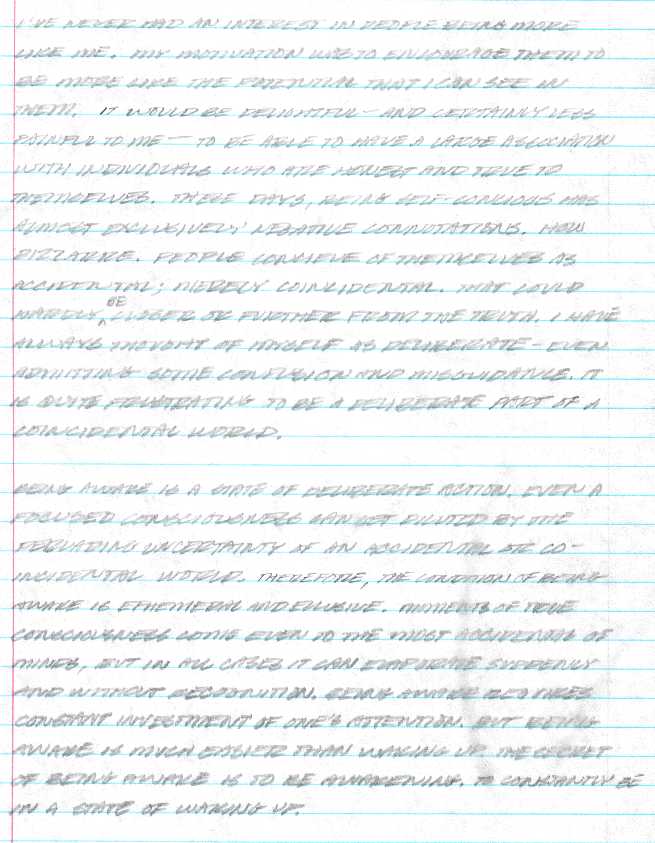 I'VE NEVER HAD AN INTEREST IN PEOPLE BEING MORE
LIKE ME. MY MOTIVATION WAS TO ENCOURAGE THEM TO
BE MORE LIKE THE POTENTIAL THAT I CAN SEE IN
THEM. IT WOULD BE DELIGHTFUL — AND CERTAINLY LESS
PAINFUL TO ME — TO BE ABLE TO HAVE A LARGE ASSOCIATION
WITH INDIVIDUALS WHO ARE HONEST AND TRUE TO
THEMSELVES. THESE DAYS, BEING SELF-CONCIOUS HAS
ALMOST EXCLUSIVELY NEGATIVE CONNOTATIONS. HOW
BIZZARRE. PEOPLE CONCIEVE OF THEMSELVES AS
ACCIDENTAL; MERELY COINCIDENTAL. THAT COULD
HARDLY BE CLOSER OR FURTHER FROM THE TRUTH. I HAVE
ALWAYS THOUGHT OF MYSELF AS DELIBERATE — EVEN
ADMITTING SOME CONFUSION AND MISGUIDANCE. IT
IS QUITE FRUSTRATING TO BE A DELIBERATE PART OF A
COINCIDENTAL WORLD.
BEING AWAKE IS A STATE OF DELIBERATE ACTION. EVEN A
FOCUSED CONSCIOUSNESS CAN GET DILUTED BY THE
PERVADING UNCERTAINTY OF AN ACCIDENTAL OR CO-
INCIDENTAL WORLD. THEREFORE, THE CONDITION OF BEING
AWAKE IS EPHEMERAL AND ELUSIVE. MOMENTS OF TRUE
CONSCIOUSNESS COME EVEN TO THE MOST ACCIDENTAL OF
MINDS, BUT IN ALL CASES IT CAN EVAPORATE SUDDENLY
AND WITHOUT RECOGNITION. BEING AWAKE REQUIRES
CONSTANT INVESTMENT OF ONE'S ATTENTION. BUT BEING
AWAKE IS MUCH EASIER THAN WAKING UP. THE SECRET
OF BEING AWAKE IS TO BE AWAKENING. TO CONSTANTLY BE
IN A STATE OF WAKING UP.